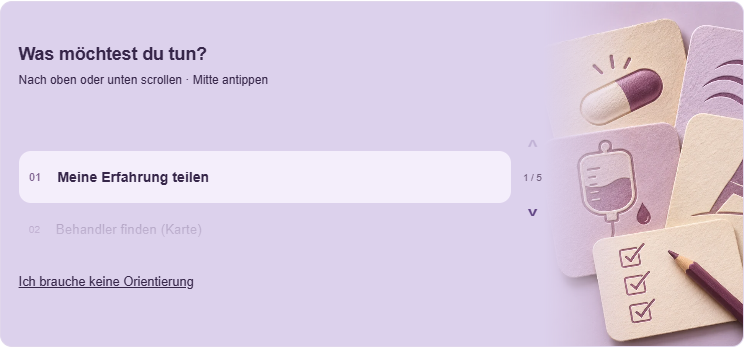 Was möchtest du tun?
Nach oben oder unten scrollen · Mitte antippen
01 Meine Erfahrung teilen
1 / 5
02 Behandler finden (Karte)
Ich brauche keine Orientierung